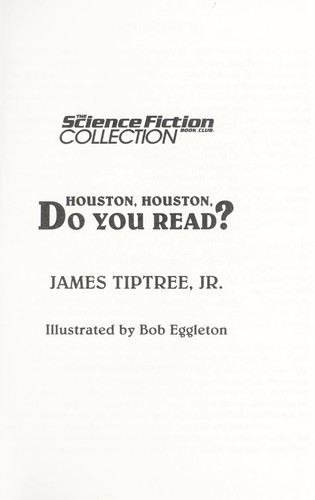 THE
Science Fiction
BOOK CLUB.
COLLECTION
HOUSTON, HOUSTON,
DO YOU READ?
JAMES TIPTREE, JR.
Illustrated by Bob Eggleton